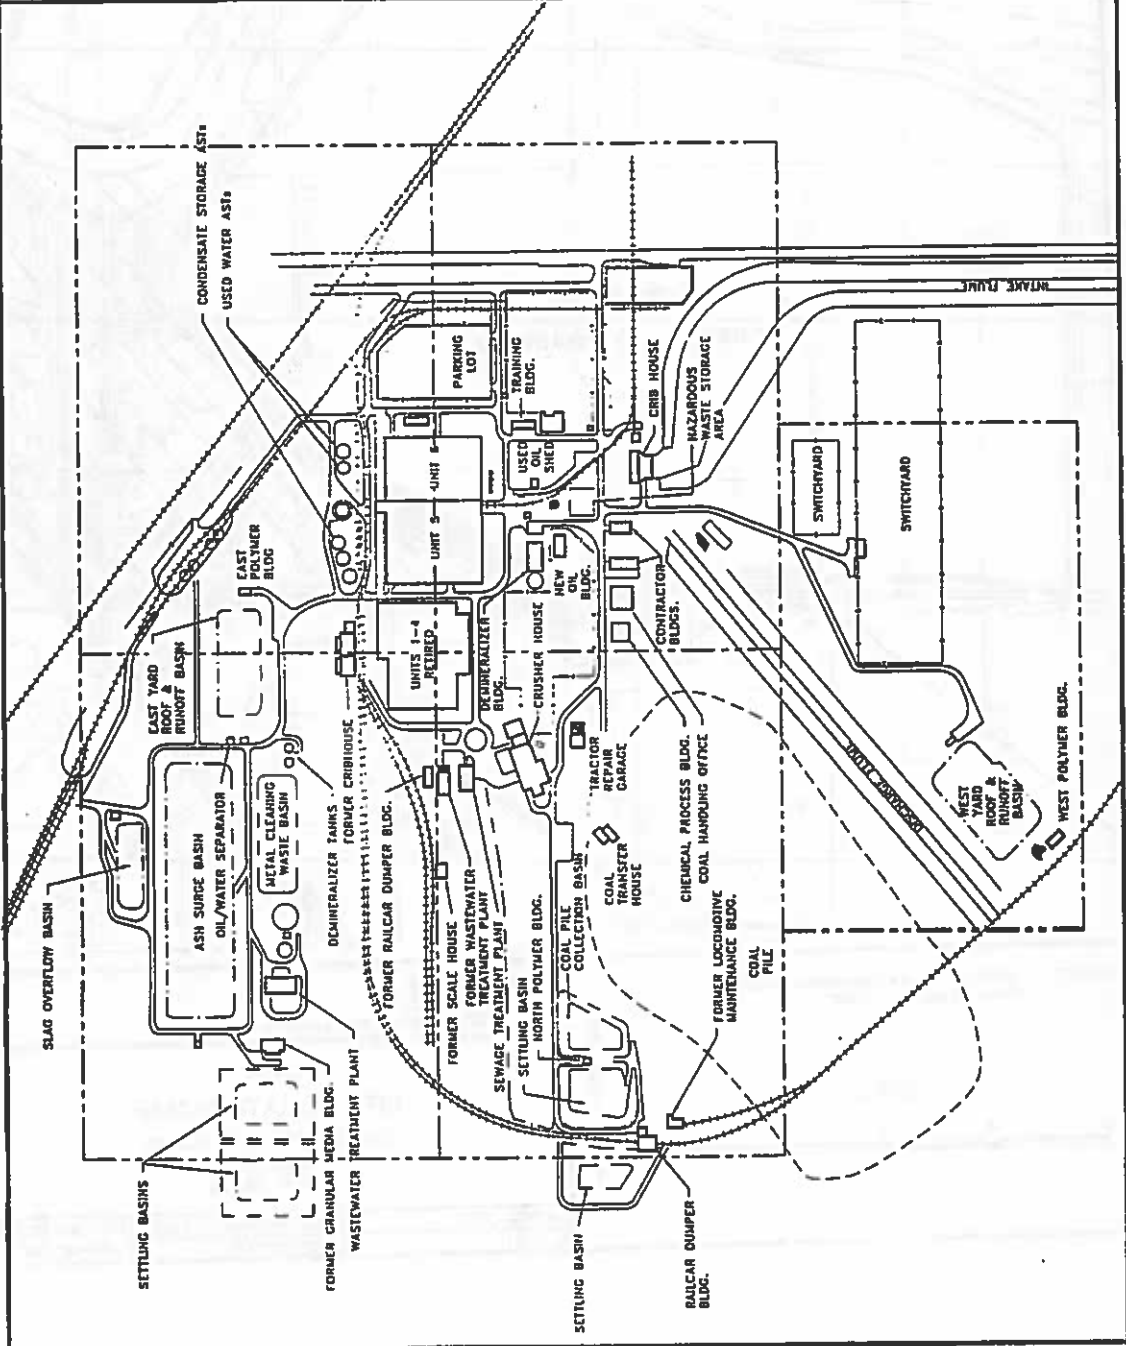 CONDENSATE STORAGE ASTs
USED WATER ASTs
PARKING
LOT
TRAINING
BLDG.
INTAKE FLUME
CRIB HOUSE
HAZARDOUS
WASTE STORAGE
AREA
USED
OIL
SHED
UNIT 6
UNIT 5
SWITCHYARD
SWITCHYARD
EAST
POLYMER
BLDG
NEW
OIL
BLDG.
CONTRACTOR
BLDGS.
UNITS 1-4
RETIRED
DEMINERALIZER
BLDG.
CRUSHER HOUSE
EAST YARD
ROOF &
RUNOFF BASIN
TRACTOR
REPAIR
GARAGE
CHEMICAL PROCESS BLDG.
COAL HANDLING OFFICE
WEST POLYMER BLDG.
WEST
YARD
ROOF &
RUNOFF
BASIN
ASH SURGE BASIN
OIL/WATER SEPARATOR
METAL CLEANING
WASTE BASIN
DEMINERALIZER TANKS
FORMER CRIBHOUSE
FORMER RAILCAR DUMPER BLDG.
COAL
TRANSFER
HOUSE
SLAG OVERFLOW BASIN
FORMER SCALE HOUSE
FORMER WASTEWATER
TREATMENT PLANT
SEWAGE TREATMENT PLANT
SETTLING BASIN
NORTH POLYMER BLDG.
COAL PILE
COLLECTION BASIN
FORMER LOCOMOTIVE
MAINTENANCE BLDG.
COAL
PILE
SETTLING BASINS
FORMER GRANULAR MEDIA BLDG.
WASTEWATER TREATMENT PLANT
SETTLING BASIN
RAILCAR DUMPER
BLDG.